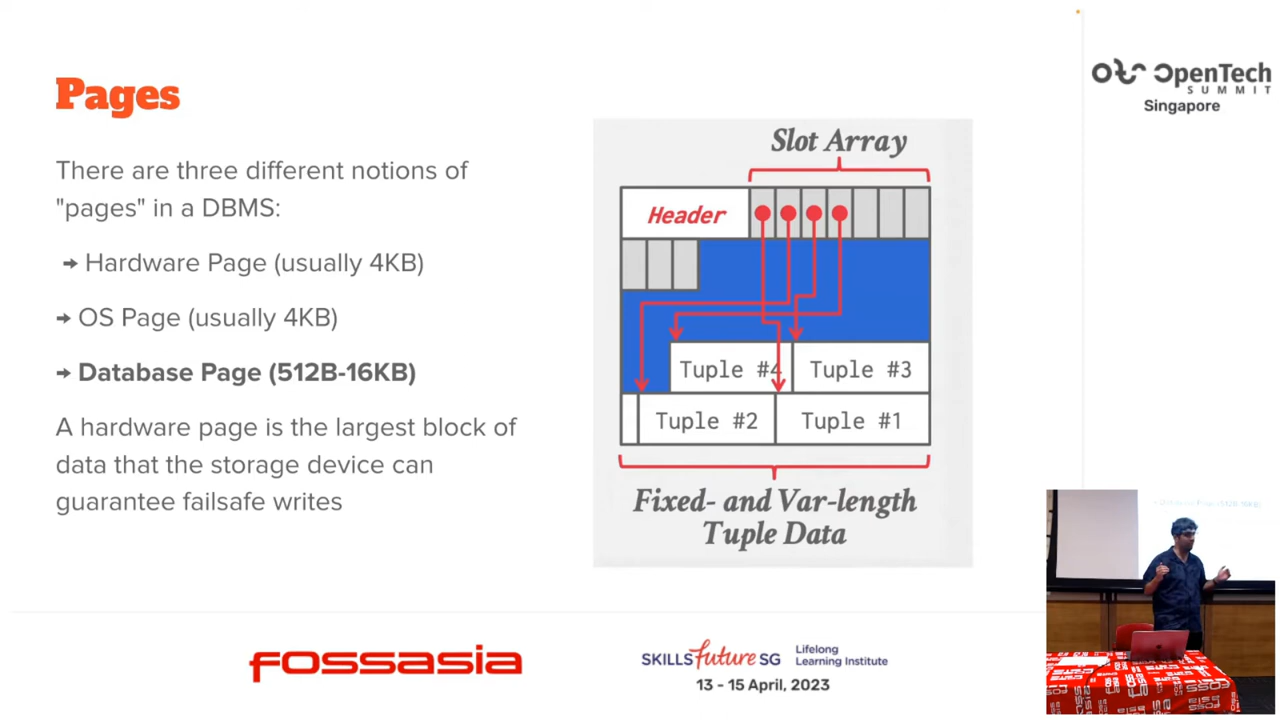 Pages
There are three different notions of
"pages" in a DBMS:
➔ Hardware Page (usually 4KB)
➔ OS Page (usually 4KB)
➔ Database Page (512B-16KB)
A hardware page is the largest block of
data that the storage device can
guarantee failsafe writes
Slot Array
Header
Tuple #4
Tuple #3
Tuple #2
Tuple #1
Fixed- and Var-length
Tuple Data
OpenTech
SUMMIT
Singapore
FOSSASIA
SKILLSfuture SG
Lifelong
Learning Institute
13 - 15 April, 2023